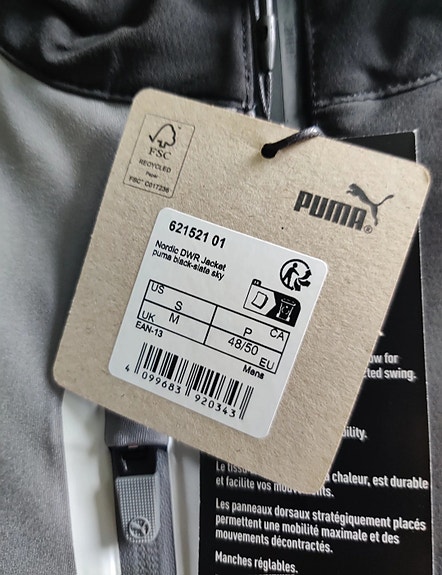 FSC
RECYCLED
Paper
FSC® C017236
PUMA®
621521 01
Nordic DWR Jacket
puma black-slate sky
US S P CA
UK M 48/50 EU
EAN-13 Mens
4 099683 920343
ow for
cted swing.
bility.
Le tissu
chaleur, est durable
et facilite vos mouvements.
Les panneaux dorsaux stratégiquement placés
permettent une mobilité maximale et des
mouvements décontractés.
Manches réglables.